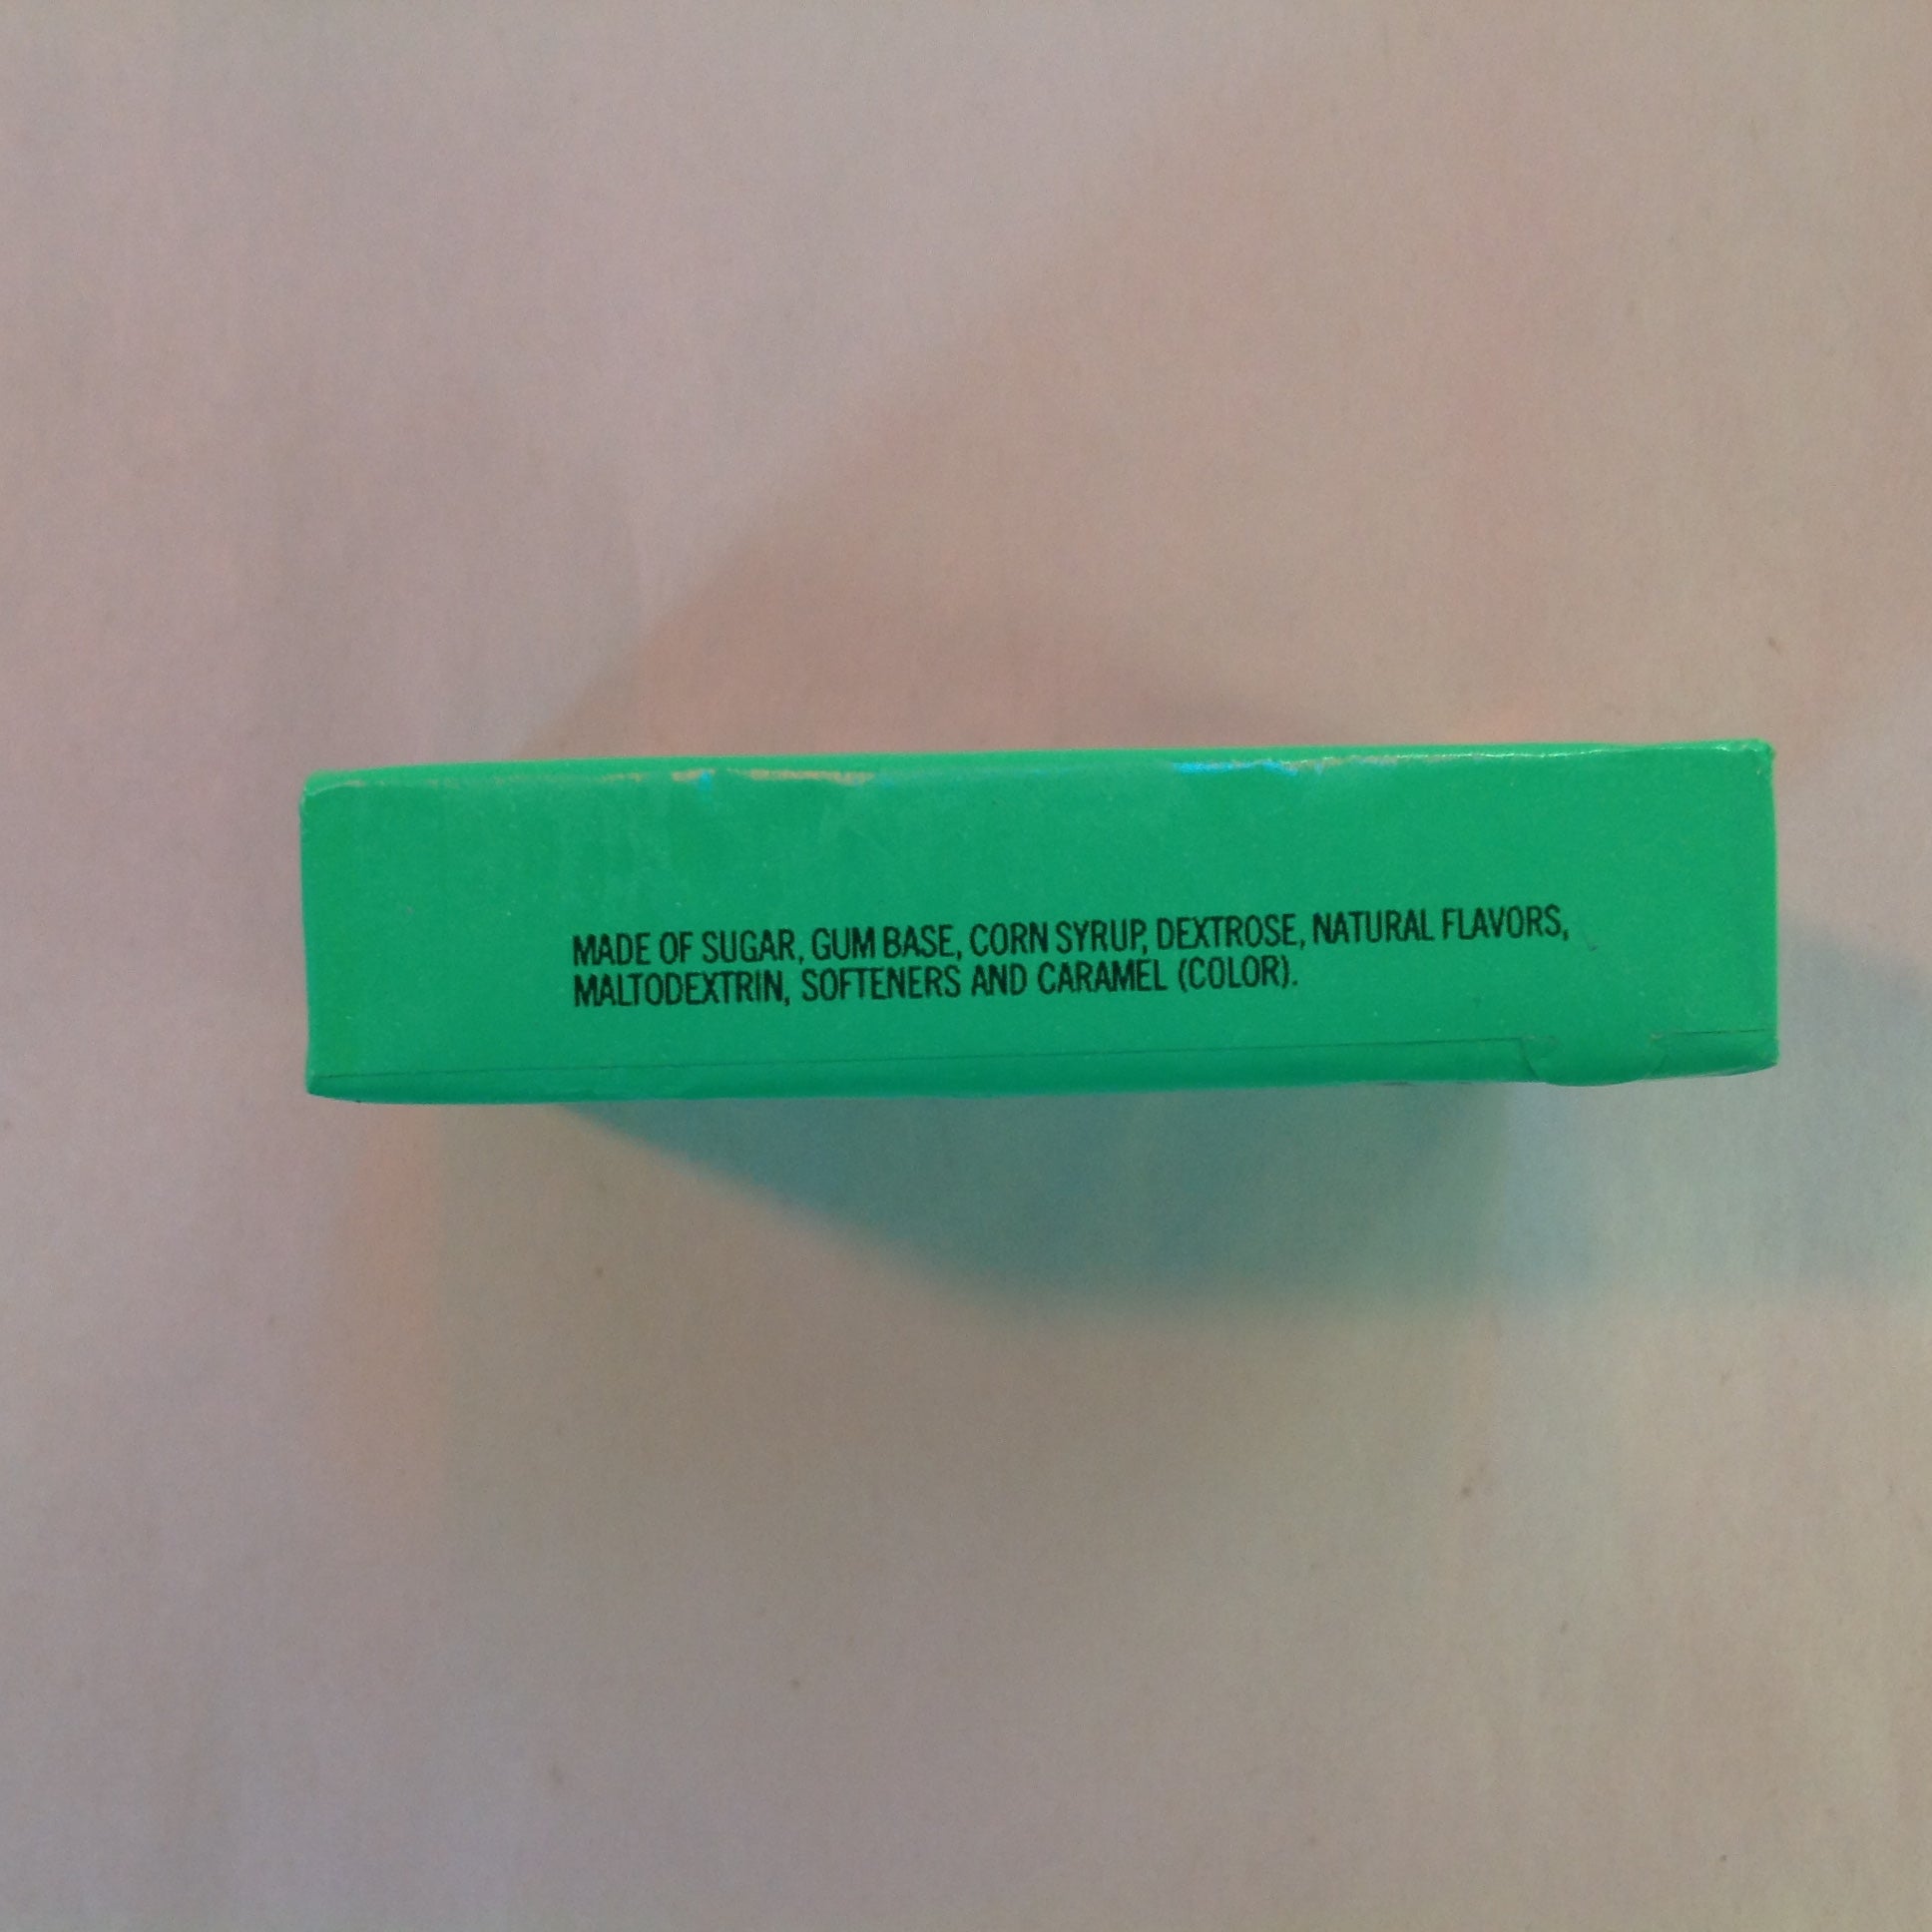 MADE OF SUGAR, GUM BASE, CORN SYRUP, DEXTROSE, NATURAL FLAVORS,
MALTODEXTRIN, SOFTENERS AND CARAMEL (COLOR).